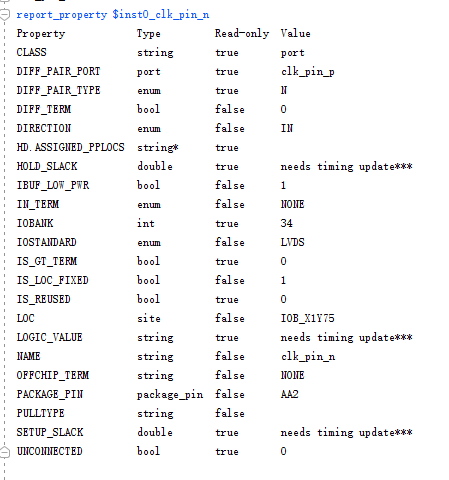 report_property $inst0_clk_pin_n
Property Type Read-only Value
CLASS string true port
DIFF_PAIR_PORT port true clk_pin_p
DIFF_PAIR_TYPE enum true N
DIFF_TERM bool false 0
DIRECTION enum false IN
HD.ASSIGNED_PPLOCS string* true
HOLD_SLACK double true needs timing update***
IBUF_LOW_PWR bool false 1
IN_TERM enum false NONE
IOBANK int true 34
IOSTANDARD enum false LVDS
IS_GT_TERM bool true 0
IS_LOC_FIXED bool false 1
IS_REUSED bool true 0
LOC site false IOB_X1Y75
LOGIC_VALUE string true needs timing update***
NAME string false clk_pin_n
OFFCHIP_TERM string false NONE
PACKAGE_PIN package_pin false AA2
PULLTYPE string false
SETUP_SLACK double true needs timing update***
UNCONNECTED bool true 0